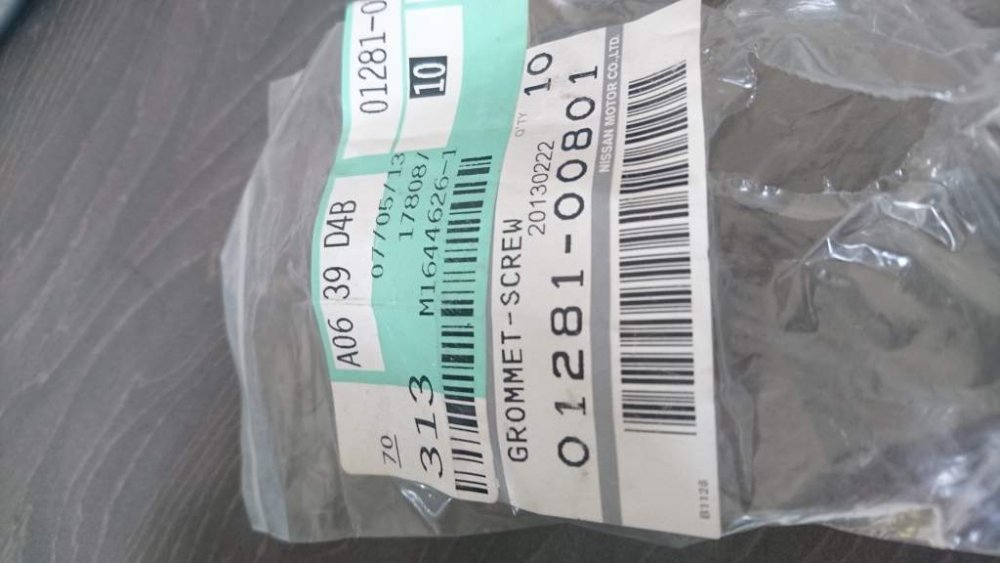 01281-0
10
A06 39 D4B
07/05/13
17808/
M1644626-1
70
313
GROMMET-SCREW
Q'TY 10
20130222
01281-00801
NISSAN MOTOR CO.,LTD.
B1128